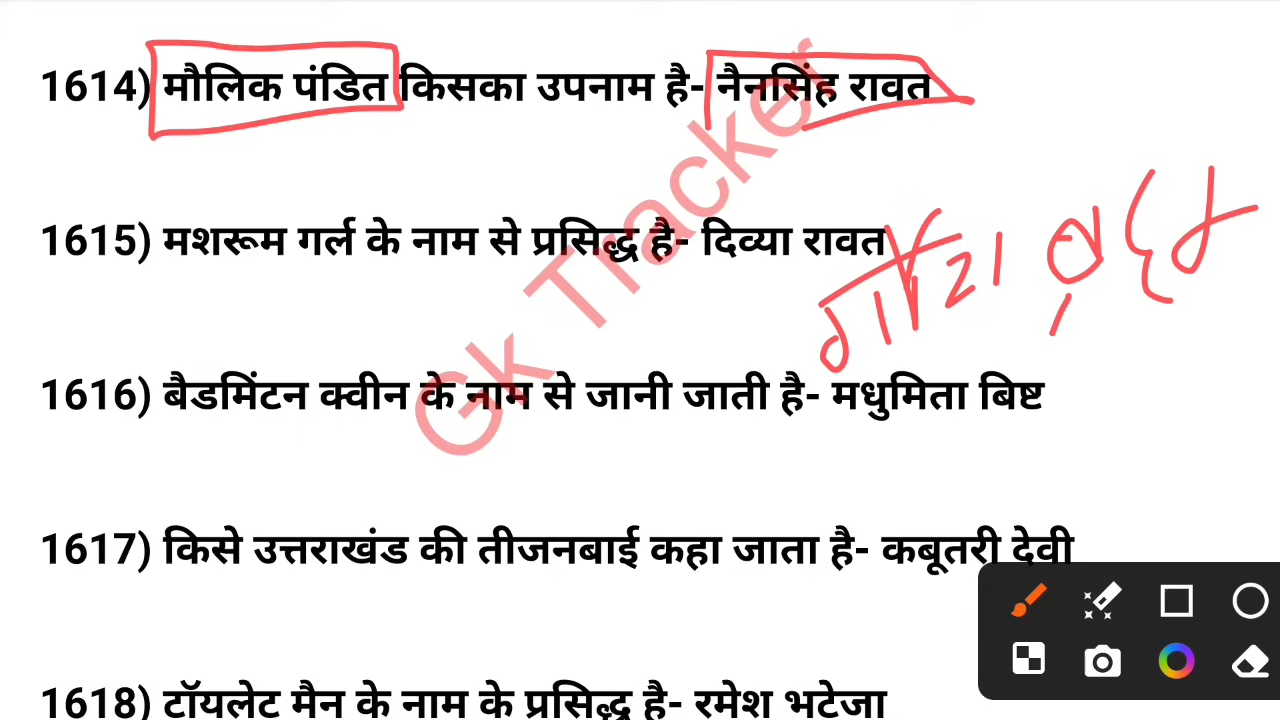 1614) मौलिक पंडित किसका उपनाम है- नैनसिंह रावत
1615) मशरूम गर्ल के नाम से प्रसिद्ध है- दिव्या रावत
1616) बैडमिंटन क्वीन के नाम से जानी जाती है- मधुमिता बिष्ट
1617) किसे उत्तराखंड की तीजनबाई कहा जाता है- कबूतरी देवी
1618) टॉयलेट मैन के नाम के प्रसिद्ध है- रमेश भटेजा
Gk Tracker